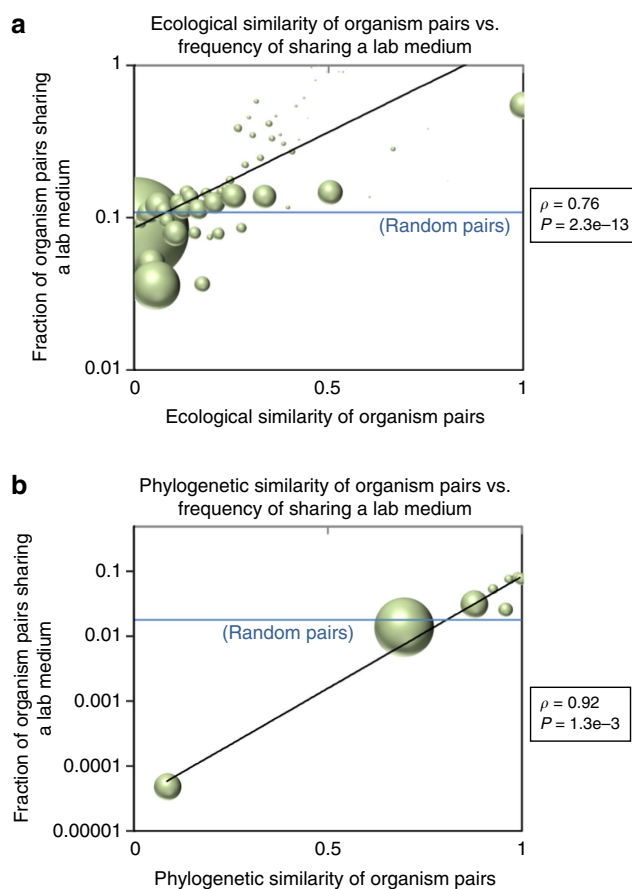 a
Ecological similarity of organism pairs vs.
frequency of sharing a lab medium
Fraction of organism pairs sharing
a lab medium
1
0.1
0.01
(Random pairs)
0
0.5
1
Ecological similarity of organism pairs
ρ = 0.76
P = 2.3e–13
b
Phylogenetic similarity of organism pairs vs.
frequency of sharing a lab medium
Fraction of organism pairs sharing
a lab medium
0.1
0.01
0.001
0.0001
0.00001
(Random pairs)
0
0.5
1
Phylogenetic similarity of organism pairs
ρ = 0.92
P = 1.3e–3